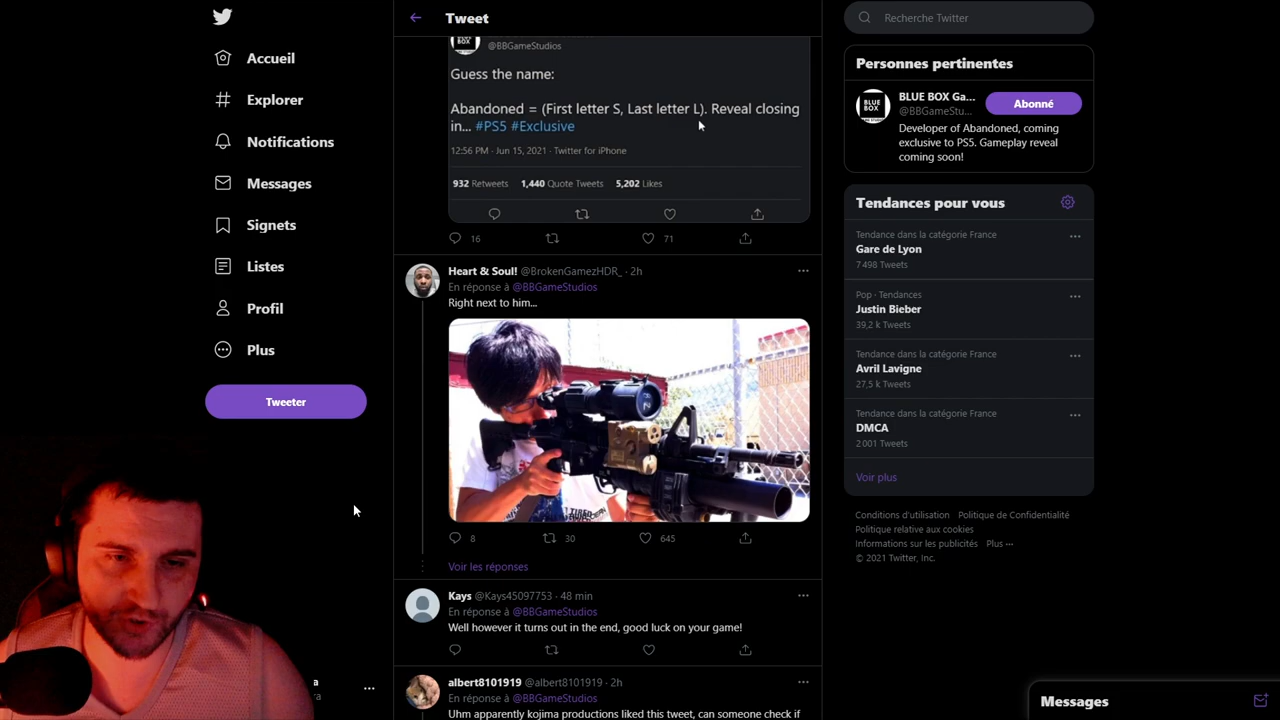 Tweet
Recherche Twitter
Accueil
Explorer
Notifications
Messages
Signets
Listes
Profil
Plus
Tweeter
@BBGameStudios
Guess the name:
Abandoned = (First letter S, Last letter L). Reveal closing
in... #PS5 #Exclusive
12:56 PM · Jun 15, 2021 · Twitter for iPhone
932 Retweets 1,440 Quote Tweets 5,202 Likes
16 71
Heart & Soul! @BrokenGamezHDR_ · 2h
En réponse à @BBGameStudios
Right next to him...
8 30 645
Voir les réponses
Kays @Kays45097753 · 48 min
En réponse à @BBGameStudios
Well however it turns out in the end, good luck on your game!
albert8101919 @albert8101919 · 2h
En réponse à @BBGameStudios
Uhm apparently kojima productions liked this tweet, can someone check if
Personnes pertinentes
BLUE BOX
BLUE BOX Ga...
@BBGameStu...
Abonné
Developer of Abandoned, coming
exclusive to PS5. Gameplay reveal
coming soon!
Tendances pour vous
Tendance dans la catégorie France
Gare de Lyon
7 498 Tweets
Pop · Tendances
Justin Bieber
39,2 k Tweets
Tendance dans la catégorie France
Avril Lavigne
27,5 k Tweets
Tendance dans la catégorie France
DMCA
2 001 Tweets
Voir plus
Conditions d'utilisation Politique de Confidentialité
Politique relative aux cookies
Informations sur les publicités Plus ···
© 2021 Twitter, Inc.
Messages